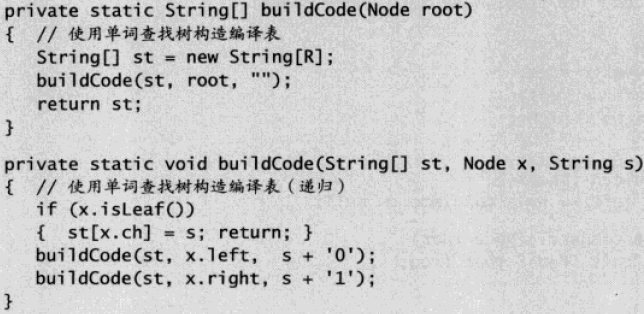 private static String[] buildCode(Node root)
{ // 使用单词查找树构造编译表
String[] st = new String[R];
buildCode(st, root, "");
return st;
}
private static void buildCode(String[] st, Node x, String s)
{ // 使用单词查找树构造编译表（递归）
if (x.isLeaf())
{ st[x.ch] = s; return; }
buildCode(st, x.left, s + '0');
buildCode(st, x.right, s + '1');
}